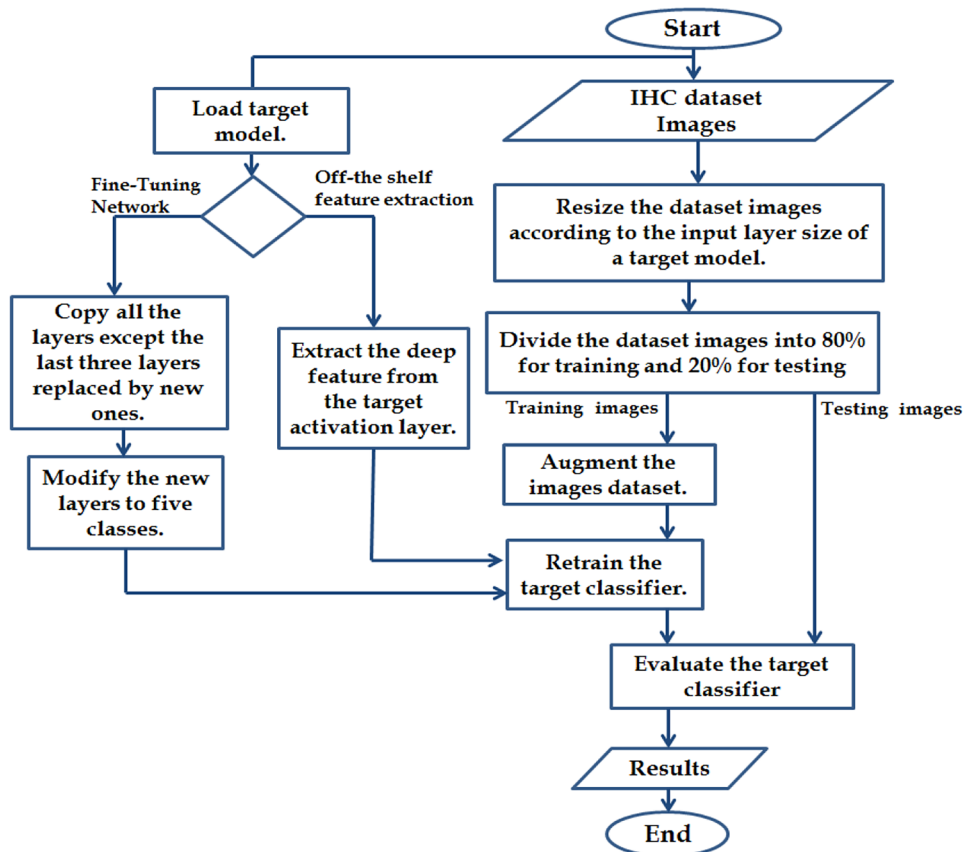 Start
Load target
model.
IHC dataset
Images
Fine-Tuning
Network
Off-the shelf
feature extraction
Resize the dataset images
according to the input layer size of
a target model.
Copy all the
layers except the
last three layers
replaced by new
ones.
Extract the deep
feature from
the target
activation layer.
Divide the dataset images into 80%
for training and 20% for testing
Training images
Testing images
Modify the new
layers to five
classes.
Augment the
images dataset.
Retrain the
target classifier.
Evaluate the target
classifier
Results
End